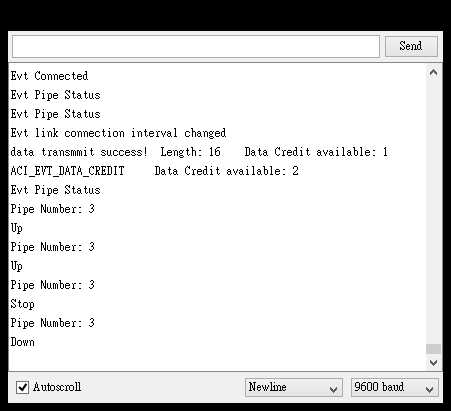 Send
Evt Connected
Evt Pipe Status
Evt Pipe Status
Evt link connection interval changed
data transmmit success!  Length: 16    Data Credit available: 1
ACI_EVT_DATA_CREDIT     Data Credit available: 2
Evt Pipe Status
Pipe Number: 3
Up
Pipe Number: 3
Up
Pipe Number: 3
Stop
Pipe Number: 3
Down
Autoscroll
Newline
9600 baud